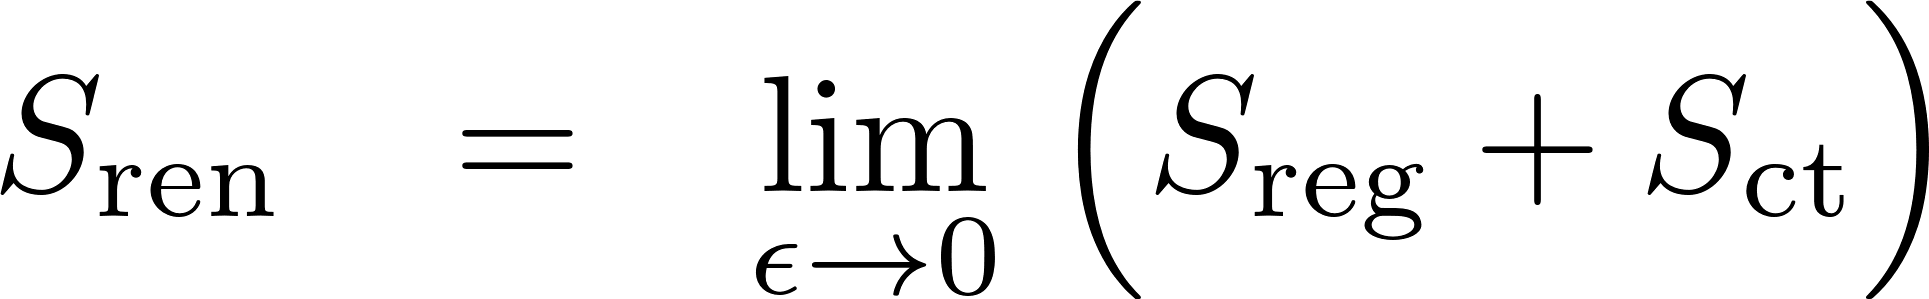 S_ren = lim_{ϵ→0} (S_reg + S_ct)